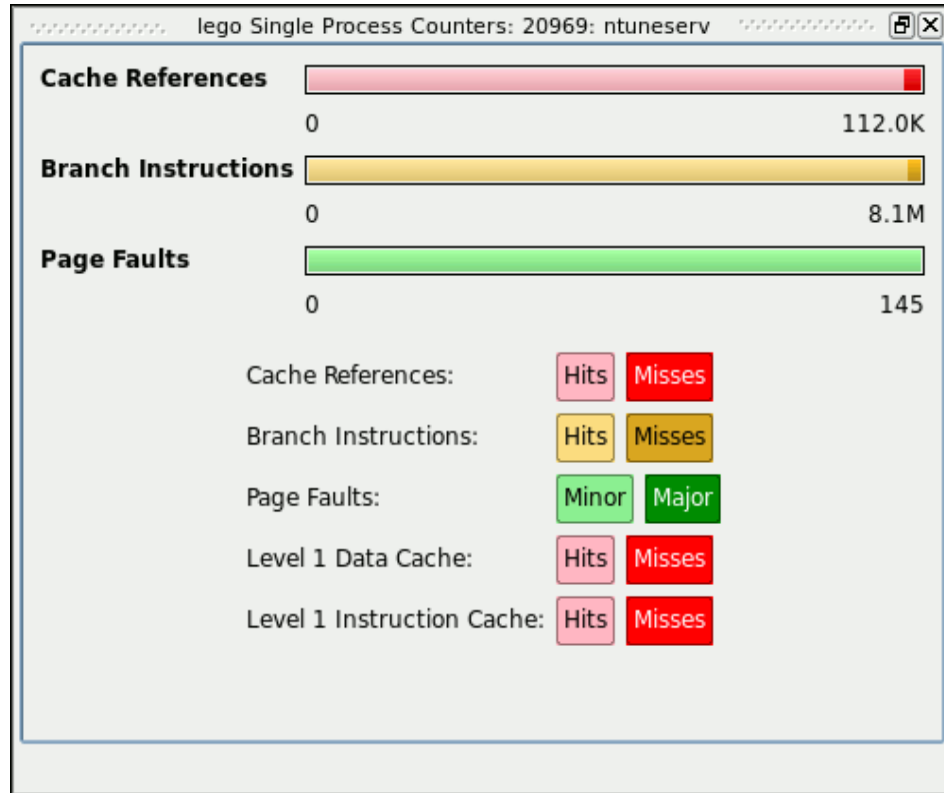 lego Single Process Counters: 20969: ntuneserv
Cache References
0 112.0K
Branch Instructions
0 8.1M
Page Faults
0 145
Cache References: Hits Misses
Branch Instructions: Hits Misses
Page Faults: Minor Major
Level 1 Data Cache: Hits Misses
Level 1 Instruction Cache: Hits Misses